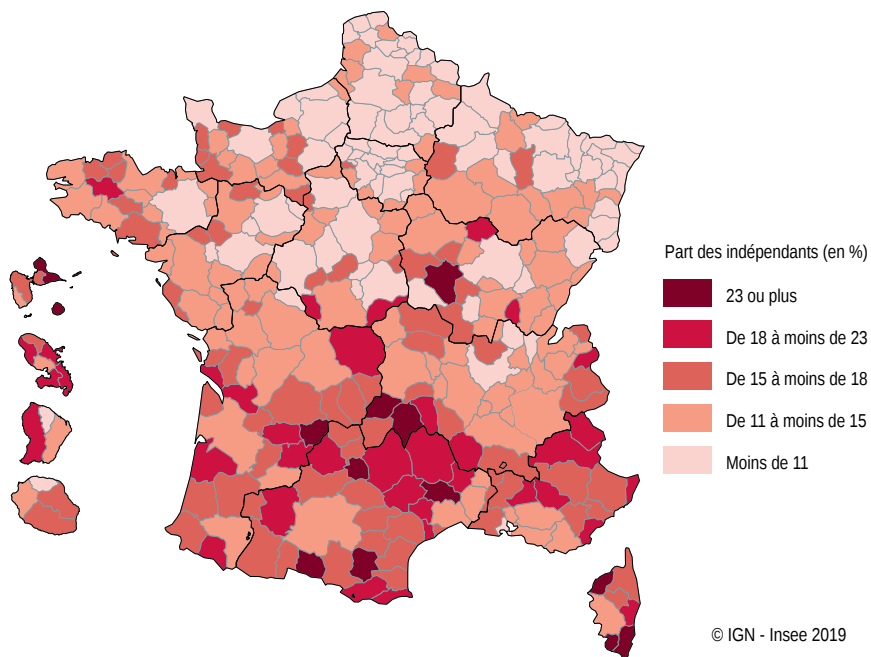 Part des indépendants (en %)
23 ou plus
De 18 à moins de 23
De 15 à moins de 18
De 11 à moins de 15
Moins de 11
© IGN - Insee 2019